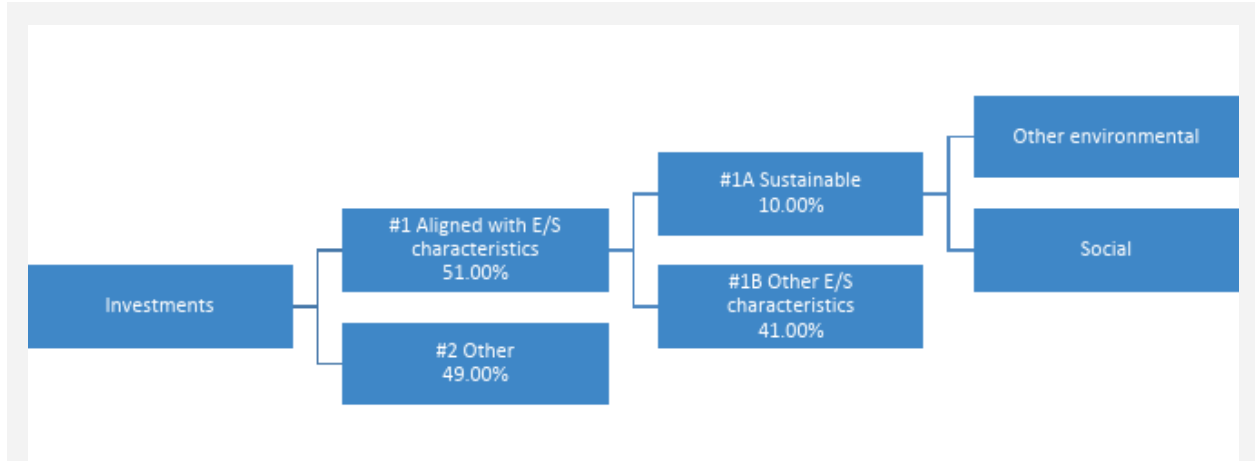 Investments
#1 Aligned with E/S
characteristics
51.00%
#2 Other
49.00%
#1A Sustainable
10.00%
#1B Other E/S
characteristics
41.00%
Other environmental
Social